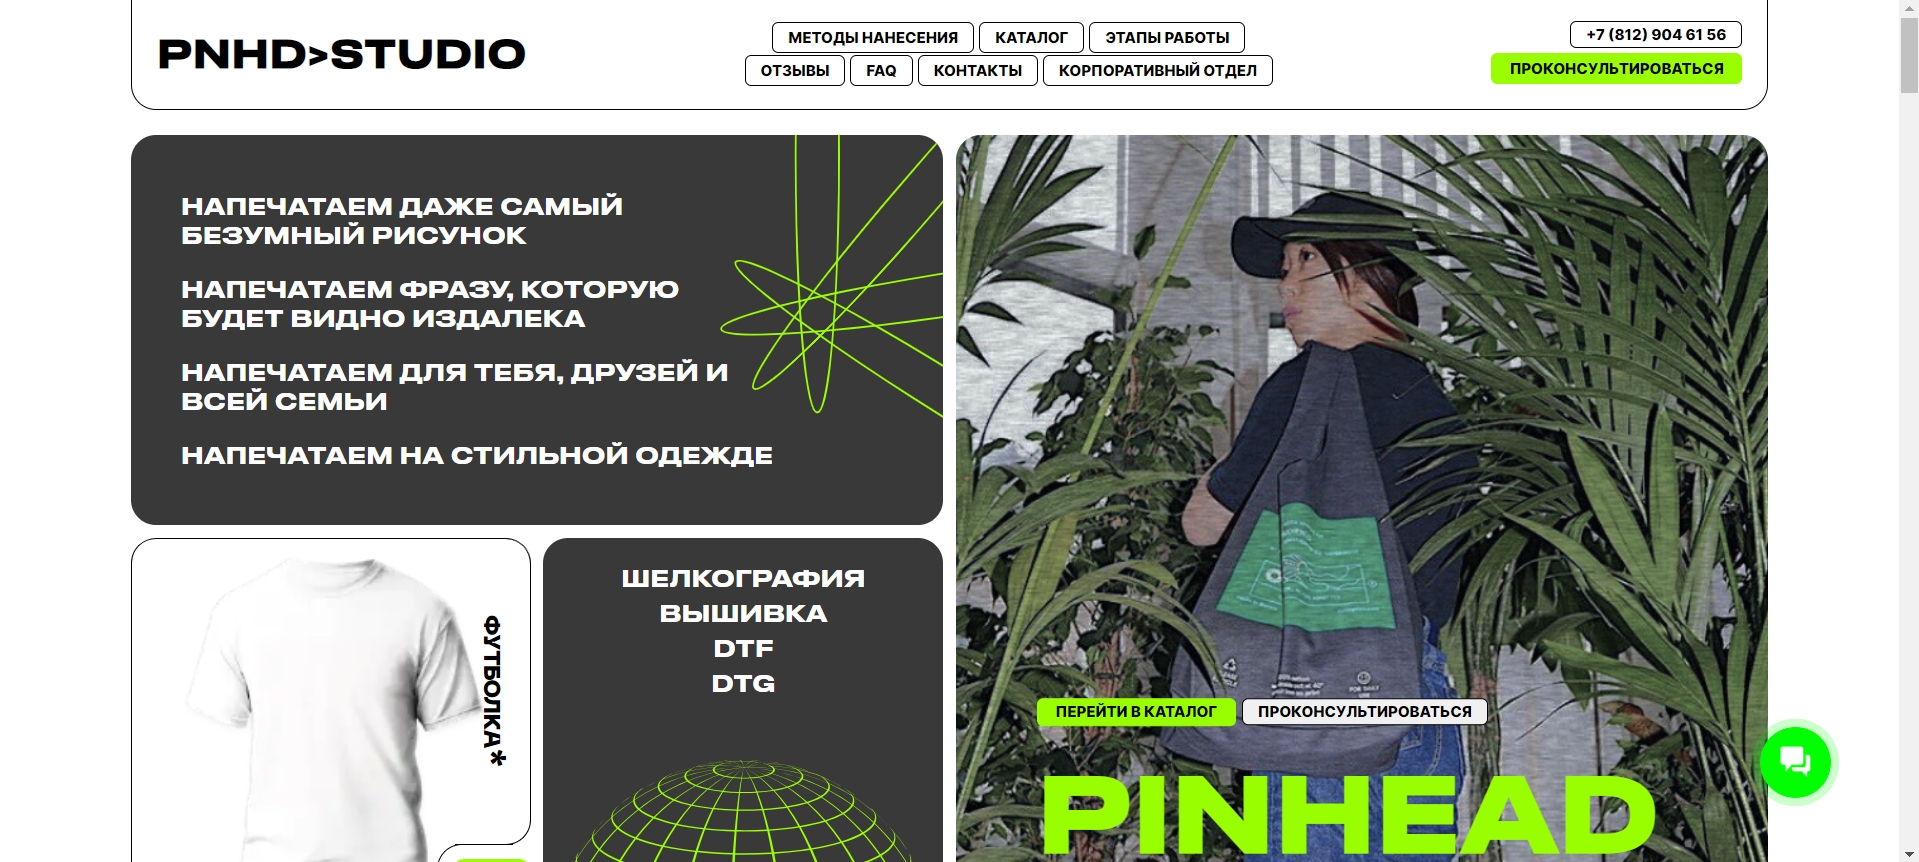 PNHD>STUDIO
МЕТОДЫ НАНЕСЕНИЯ
КАТАЛОГ
ЭТАПЫ РАБОТЫ
ОТЗЫВЫ
FAQ
КОНТАКТЫ
КОРПОРАТИВНЫЙ ОТДЕЛ
+7 (812) 904 61 56
ПРОКОНСУЛЬТИРОВАТЬСЯ
НАПЕЧАТАЕМ ДАЖЕ САМЫЙ
БЕЗУМНЫЙ РИСУНОК
НАПЕЧАТАЕМ ФРАЗУ, КОТОРУЮ
БУДЕТ ВИДНО ИЗДАЛЕКА
НАПЕЧАТАЕМ ДЛЯ ТЕБЯ, ДРУЗЕЙ И
ВСЕЙ СЕМЬИ
НАПЕЧАТАЕМ НА СТИЛЬНОЙ ОДЕЖДЕ
ФУТБОЛКА*
ШЕЛКОГРАФИЯ
ВЫШИВКА
DTF
DTG
ПЕРЕЙТИ В КАТАЛОГ
ПРОКОНСУЛЬТИРОВАТЬСЯ
PINHEAD